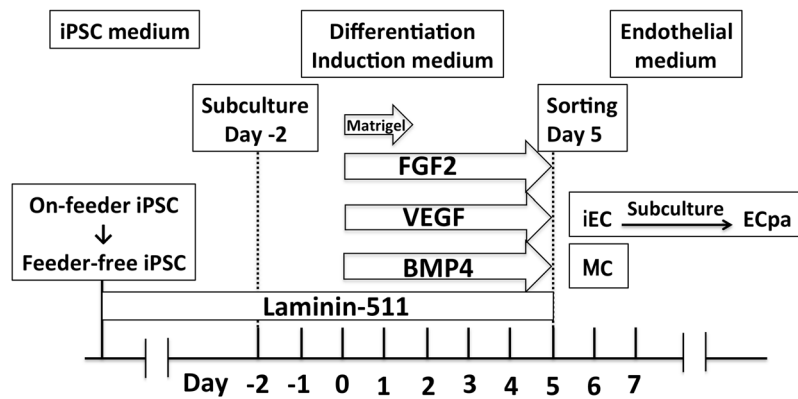 iPSC medium
Differentiation
Induction medium
Endothelial
medium
Subculture
Day -2
Matrigel
Sorting
Day 5
FGF2
VEGF
BMP4
On-feeder iPSC
↓
Feeder-free iPSC
iEC Subculture → ECpa
MC
Laminin-511
Day -2 -1 0 1 2 3 4 5 6 7